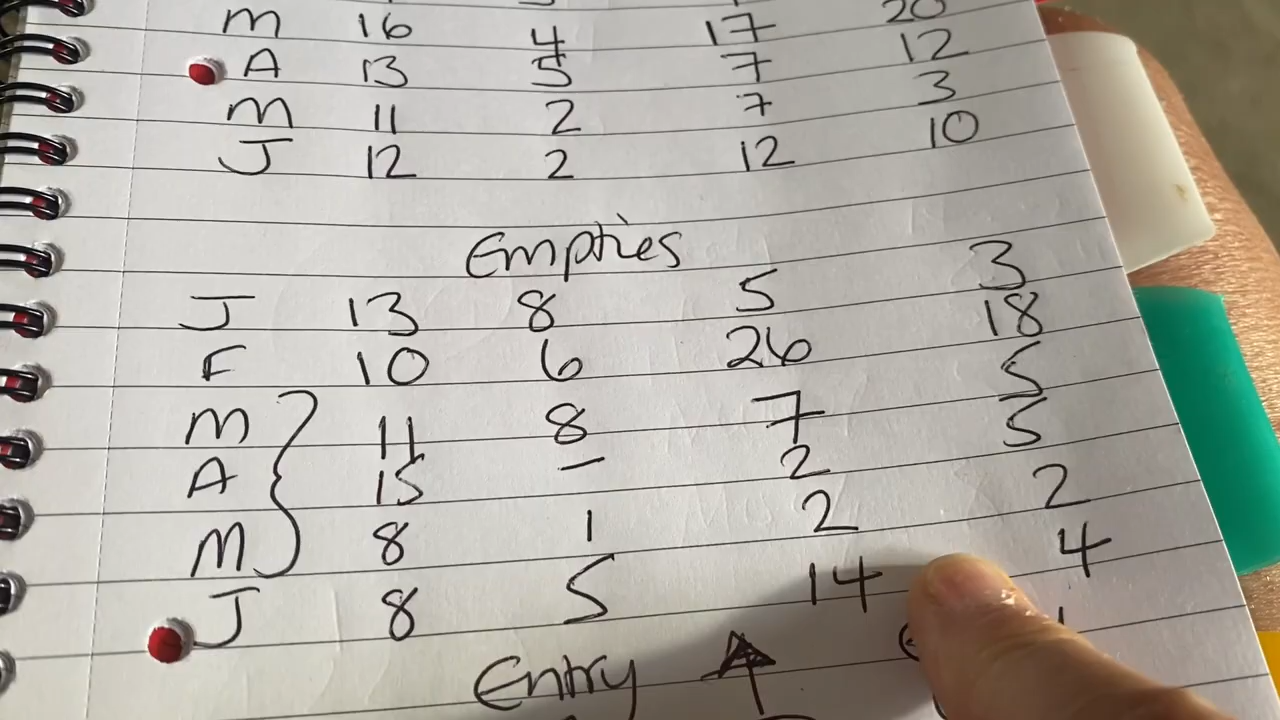 M 16 4 17 20
A 13 5 7 12
M 11 2 7 3
J 12 2 12 10
Empties
J 13 8 5 3
F 10 6 26 18
M 11 8 7 5
A 15 – 2 5
M 8 1 2 2
J 8 5 14 4
Entry